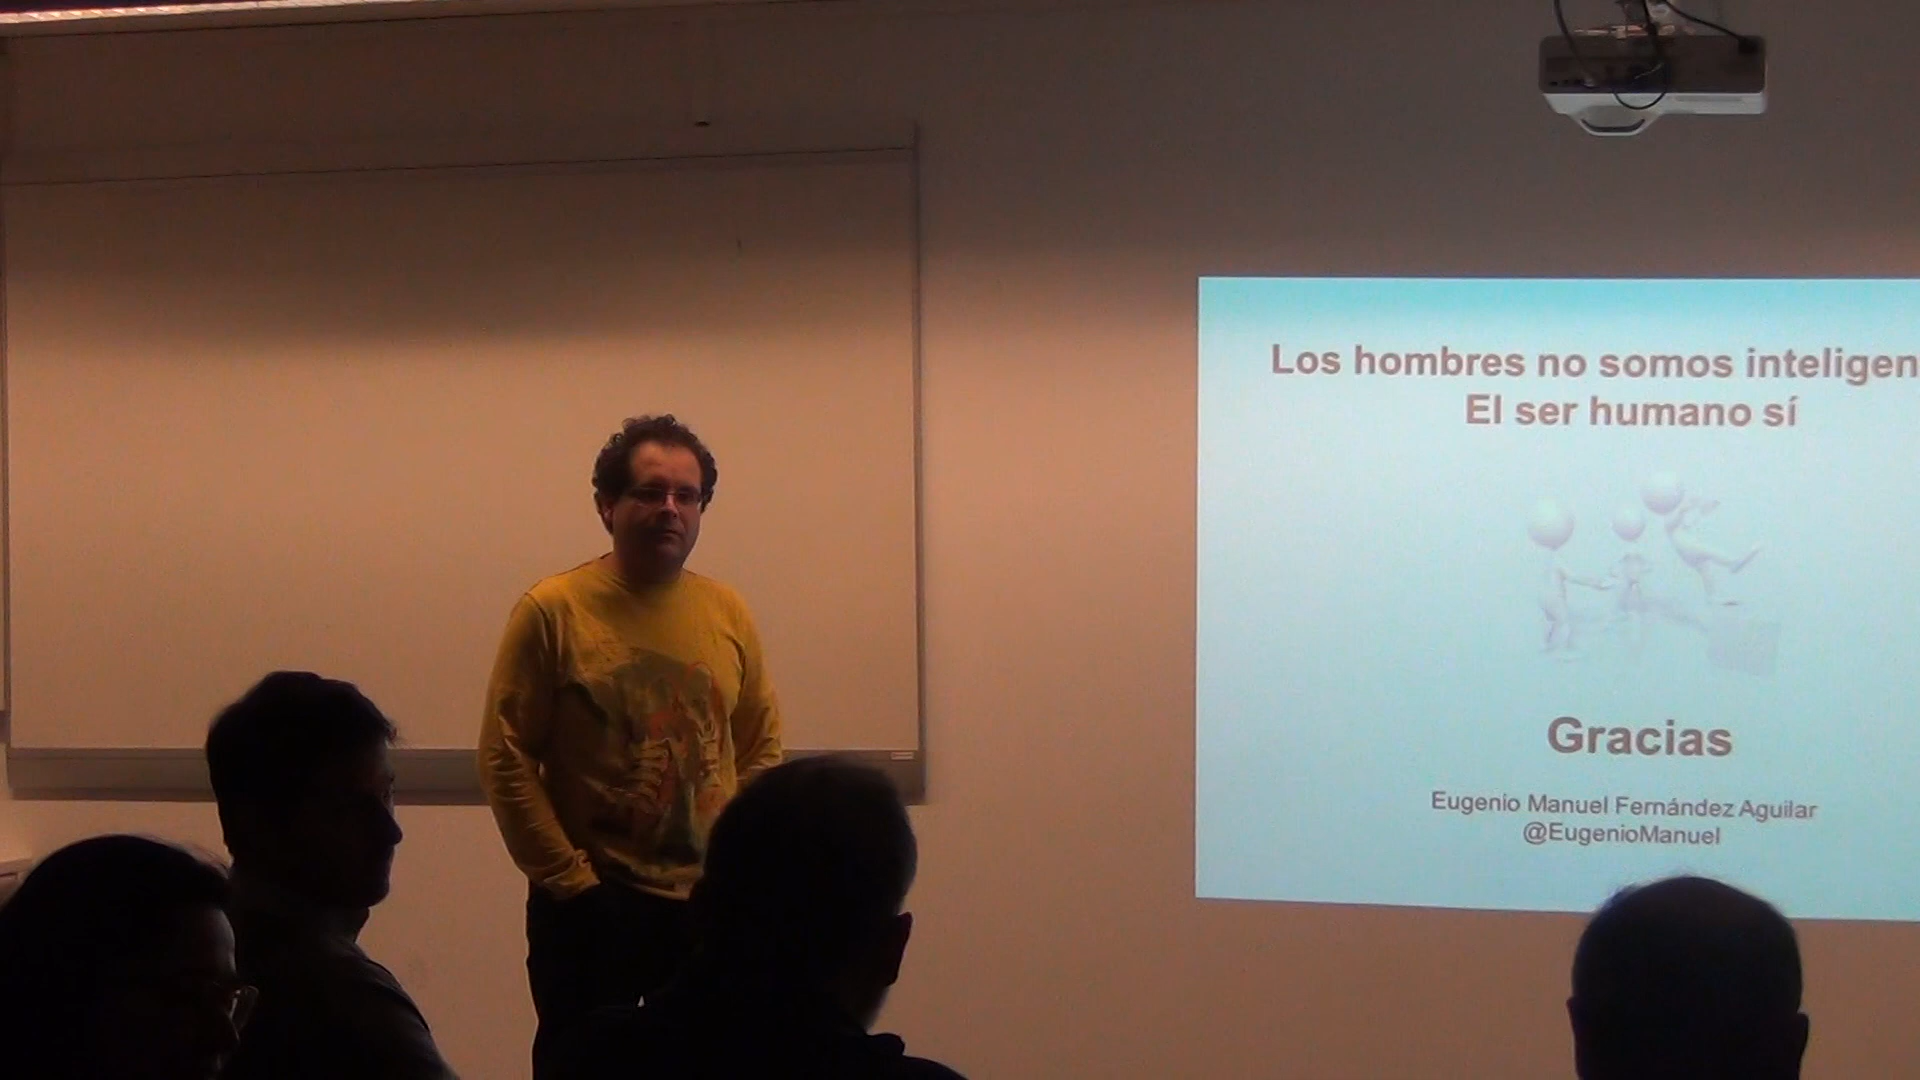 Los hombres no somos inteligen
El ser humano sí
Gracias
Eugenio Manuel Fernández Aguilar
@EugenioManuel